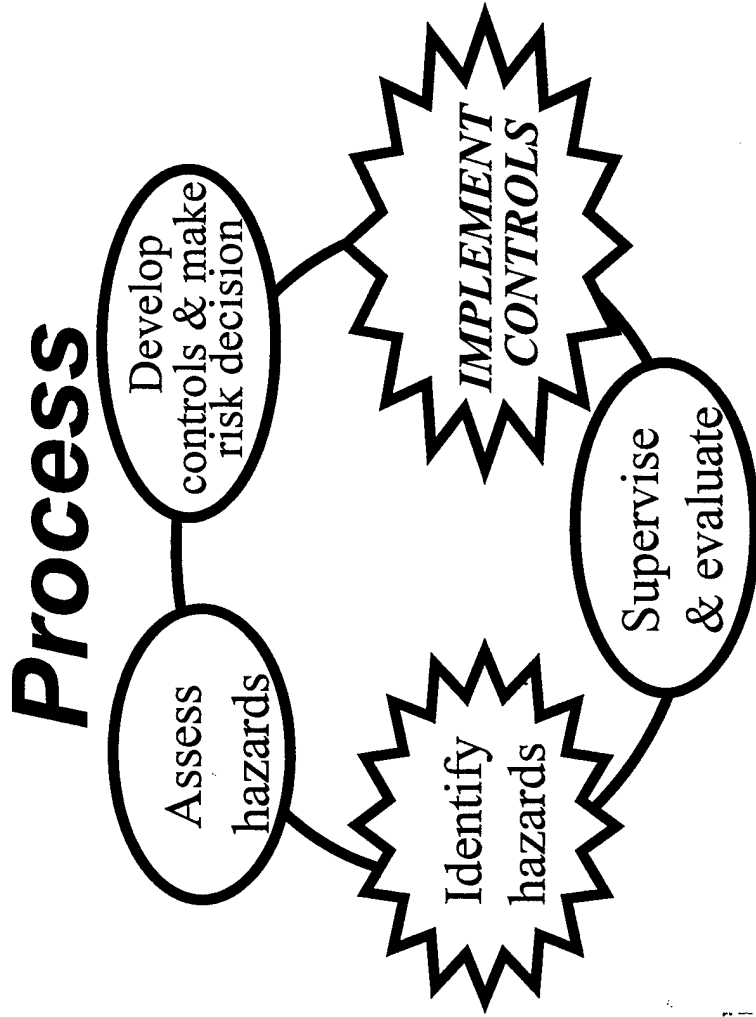 Process
Assess
hazards
Develop
controls & make
risk decision
Identify
hazards
IMPLEMENT
CONTROLS
Supervise
& evaluate